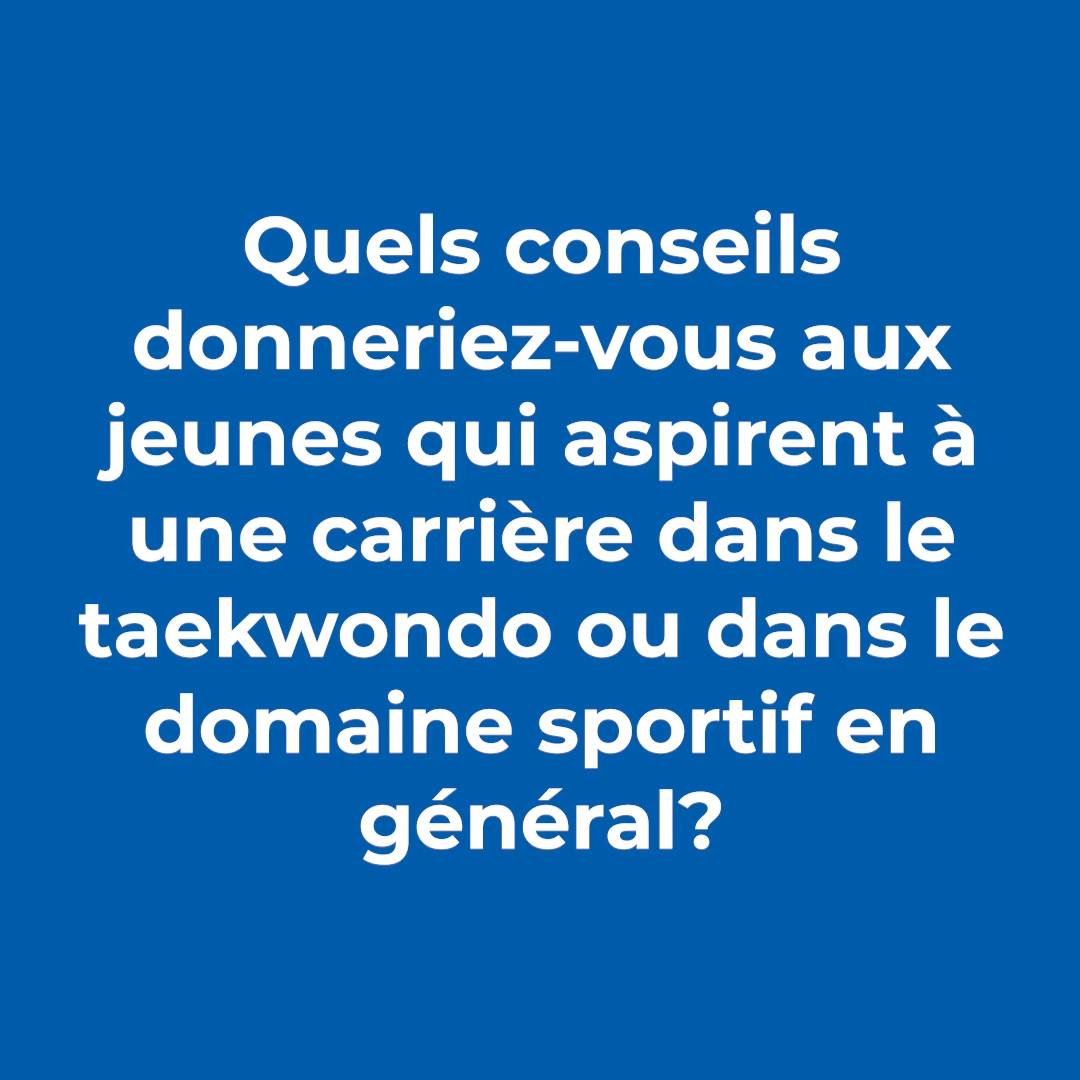 Quels conseils
donneriez-vous aux
jeunes qui aspirent à
une carrière dans le
taekwondo ou dans le
domaine sportif en
général?